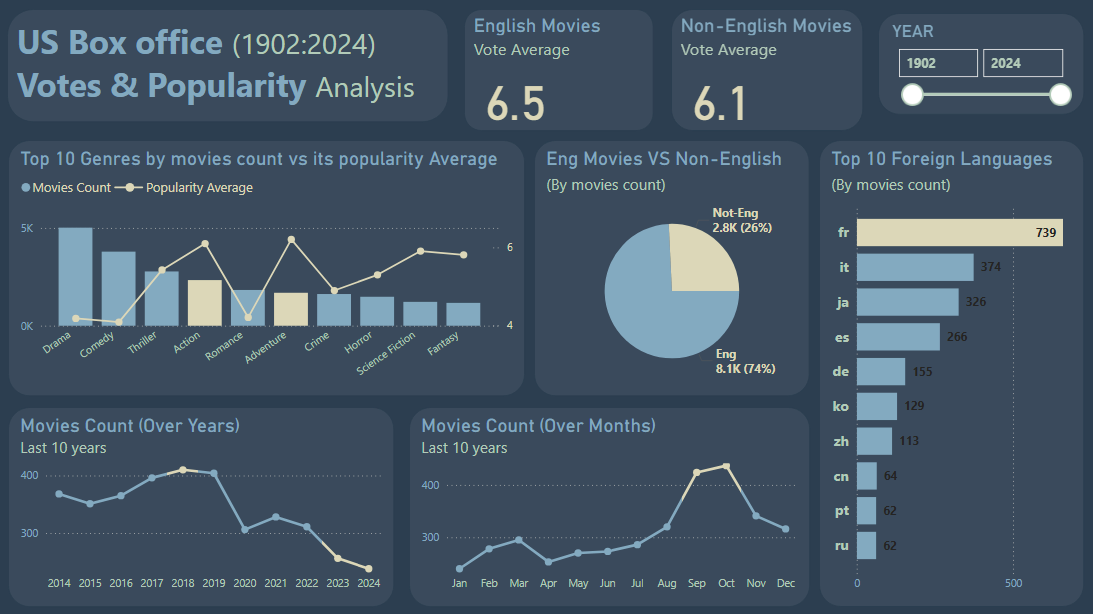 US Box office (1902:2024)
Votes & Popularity Analysis
English Movies
Vote Average
6.5
Non-English Movies
Vote Average
6.1
YEAR
1902 2024
Top 10 Genres by movies count vs its popularity Average
Movies Count Popularity Average
5K
0K
6
4
Drama
Comedy
Thriller
Action
Romance
Adventure
Crime
Horror
Science Fiction
Fantasy
Eng Movies VS Non-English
(By movies count)
Not-Eng
2.8K (26%)
Eng
8.1K (74%)
Top 10 Foreign Languages
(By movies count)
fr 739
it 374
ja 326
es 266
de 155
ko 129
zh 113
cn 64
pt 62
ru 62
0 500
Movies Count (Over Years)
Last 10 years
400
300
2014 2015 2016 2017 2018 2019 2020 2021 2022 2023 2024
Movies Count (Over Months)
Last 10 years
400
300
Jan Feb Mar Apr May Jun Jul Aug Sep Oct Nov Dec